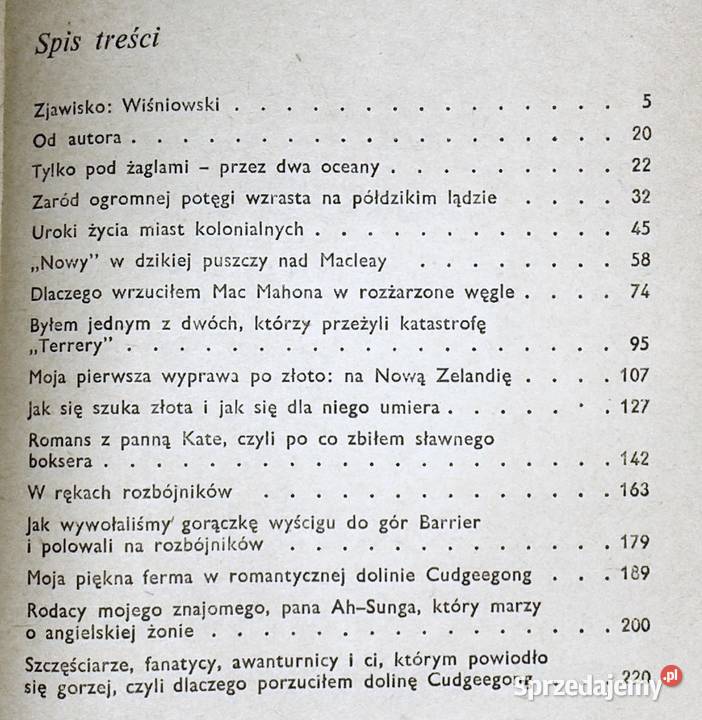 Spis treści
Zjawisko: Wiśniowski . . . . . . . . . . . . . . . . 5
Od autora . . . . . . . . . . . . . . . . . . . . 20
Tylko pod żaglami – przez dwa oceany . . . . . . . . . 22
Zaród ogromnej potęgi wzrasta na półdzikim lądzie . . . . 32
Uroki życia miast kolonialnych . . . . . . . . . . . . 45
„Nowy" w dzikiej puszczy nad Macleay . . . . . . . . 58
Dlaczego wrzuciłem Mac Mahona w rozżarzone węgle . . . . 74
Byłem jednym z dwóch, którzy przeżyli katastrofę
„Terrery" . . . . . . . . . . . . . . . . . . . . 95
Moja pierwsza wyprawa po złoto: na Nową Zelandię . . . . 107
Jak się szuka złota i jak się dla niego umiera . . . . . . . 127
Romans z panną Kate, czyli po co zbiłem sławnego
boksera . . . . . . . . . . . . . . . . . . . . 142
W rękach rozbójników . . . . . . . . . . . . . . 163
Jak wywołaliśmy gorączkę wyścigu do gór Barrier
i polowali na rozbójników . . . . . . . . . . . . . 179
Moja piękna ferma w romantycznej dolinie Cudgeegong . . . 189
Rodacy mojego znajomego, pana Ah–Sunga, który marzy
o angielskiej żonie . . . . . . . . . . . . . . . . 200
Szczęściarze, fanatycy, awanturnicy i ci, którym powiodło
się gorzej, czyli dlaczego porzuciłem dolinę Cudgeegong . . . 220
sprzedajemy.pl